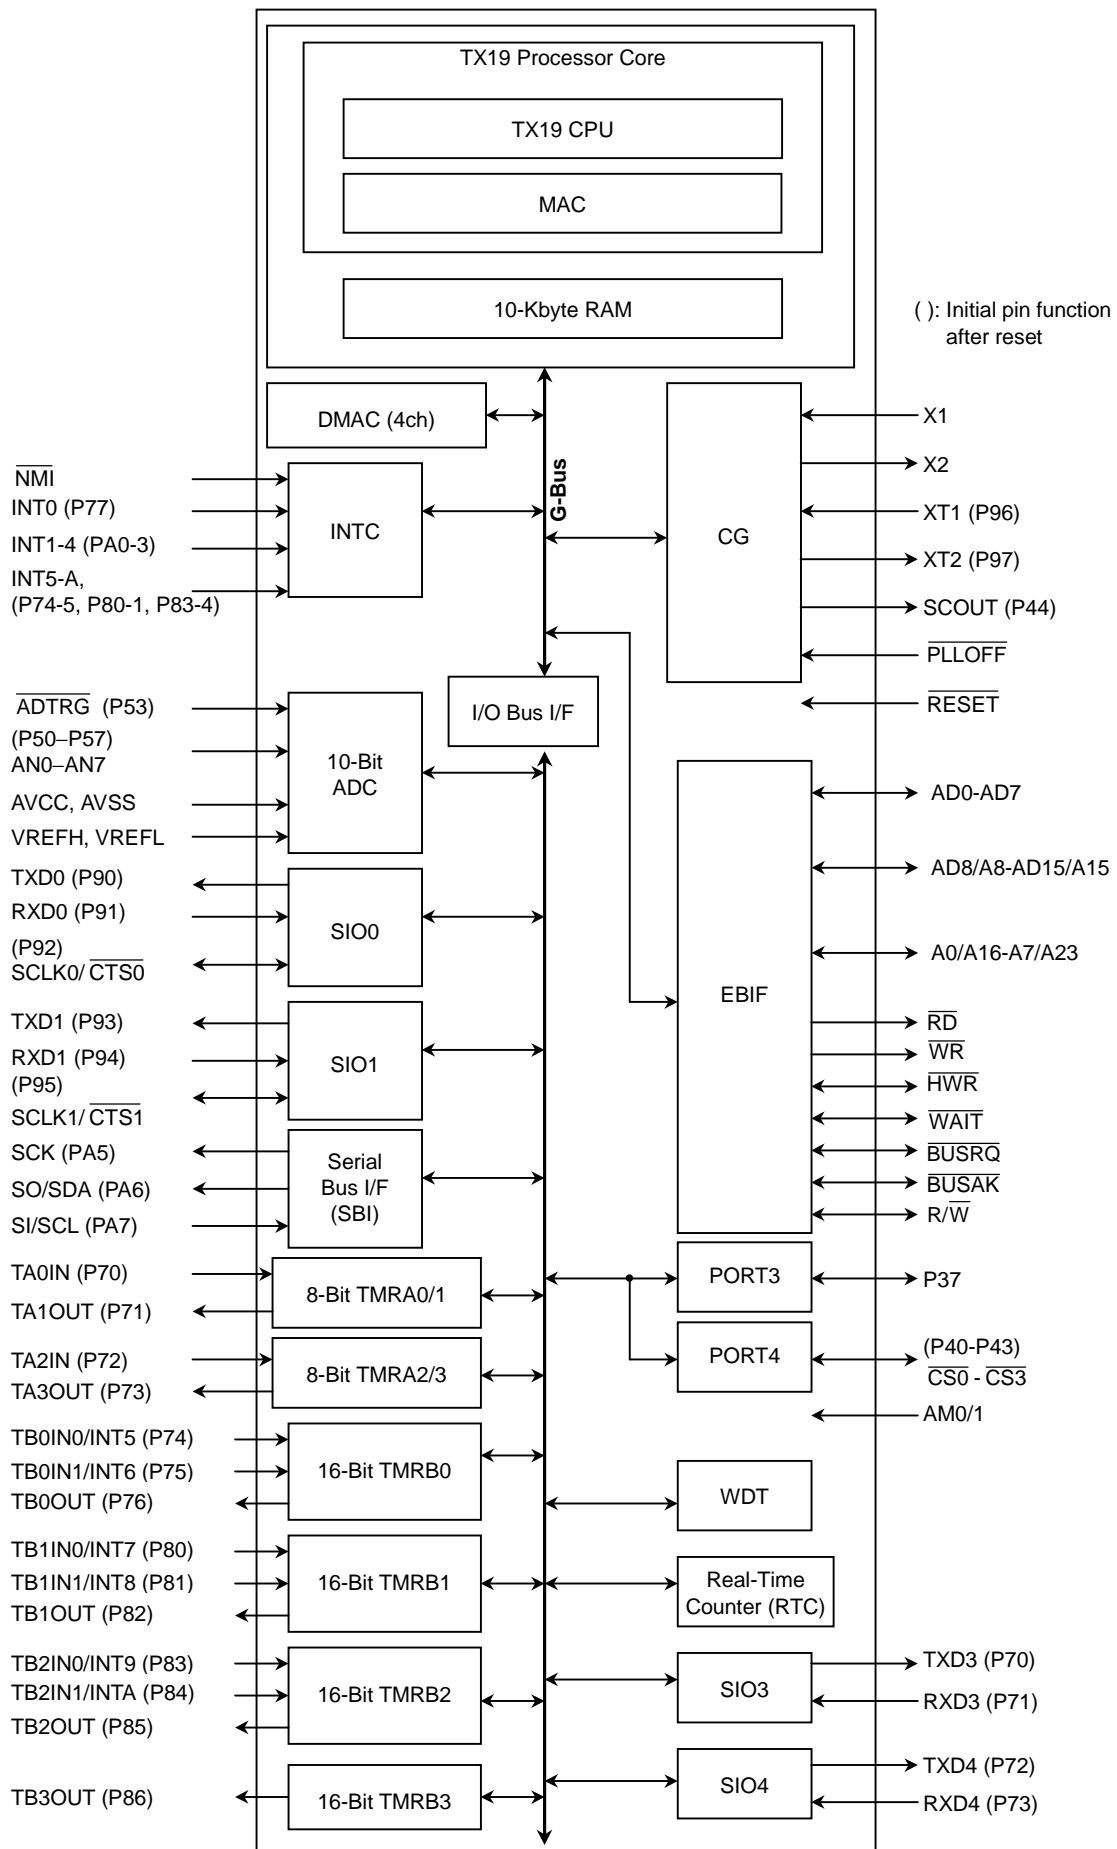 TX19 Processor Core
TX19 CPU
MAC
10-Kbyte RAM
( ): Initial pin function
after reset
DMAC (4ch)
G-Bus
NMI
INT0 (P77)
INT1-4 (PA0-3)
INT5-A,
(P74-5, P80-1, P83-4)
INTC
CG
X1
X2
XT1 (P96)
XT2 (P97)
SCOUT (P44)
PLLOFF
RESET
I/O Bus I/F
ADTRG (P53)
(P50–P57)
AN0–AN7
AVCC, AVSS
VREFH, VREFL
10-Bit
ADC
TXD0 (P90)
RXD0 (P91)
(P92)
SCLK0/ CTS0
SIO0
TXD1 (P93)
RXD1 (P94)
(P95)
SCLK1/ CTS1
SIO1
SCK (PA5)
SO/SDA (PA6)
SI/SCL (PA7)
Serial
Bus I/F
(SBI)
EBIF
AD0-AD7
AD8/A8-AD15/A15
A0/A16-A7/A23
RD
WR
HWR
WAIT
BUSRQ
BUSAK
R/W
TA0IN (P70)
TA1OUT (P71)
8-Bit TMRA0/1
PORT3
P37
TA2IN (P72)
TA3OUT (P73)
8-Bit TMRA2/3
PORT4
(P40-P43)
CS0 - CS3
AM0/1
TB0IN0/INT5 (P74)
TB0IN1/INT6 (P75)
TB0OUT (P76)
16-Bit TMRB0
WDT
TB1IN0/INT7 (P80)
TB1IN1/INT8 (P81)
TB1OUT (P82)
16-Bit TMRB1
Real-Time
Counter (RTC)
TB2IN0/INT9 (P83)
TB2IN1/INTA (P84)
TB2OUT (P85)
16-Bit TMRB2
SIO3
TXD3 (P70)
RXD3 (P71)
TB3OUT (P86)
16-Bit TMRB3
SIO4
TXD4 (P72)
RXD4 (P73)